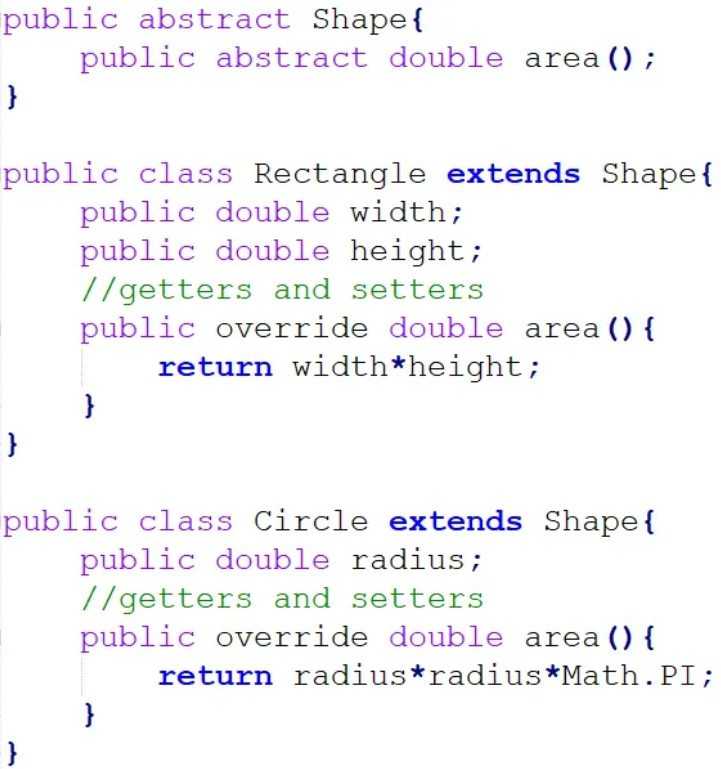 public abstract Shape{
    public abstract double area();
}
public class Rectangle extends Shape{
    public double width;
    public double height;
    //getters and setters
    public override double area(){
        return width*height;
    }
}
public class Circle extends Shape{
    public double radius;
    //getters and setters
    public override double area(){
        return radius*radius*Math.PI;
    }
}